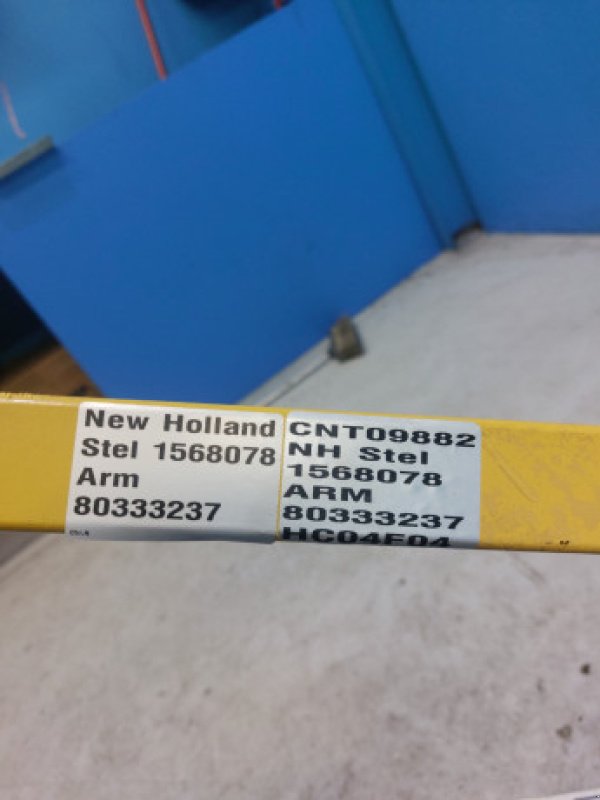 New Holland
Stel 1568078
Arm
80333237
CNT09882
NH Stel
1568078
ARM
80333237
HC04F04